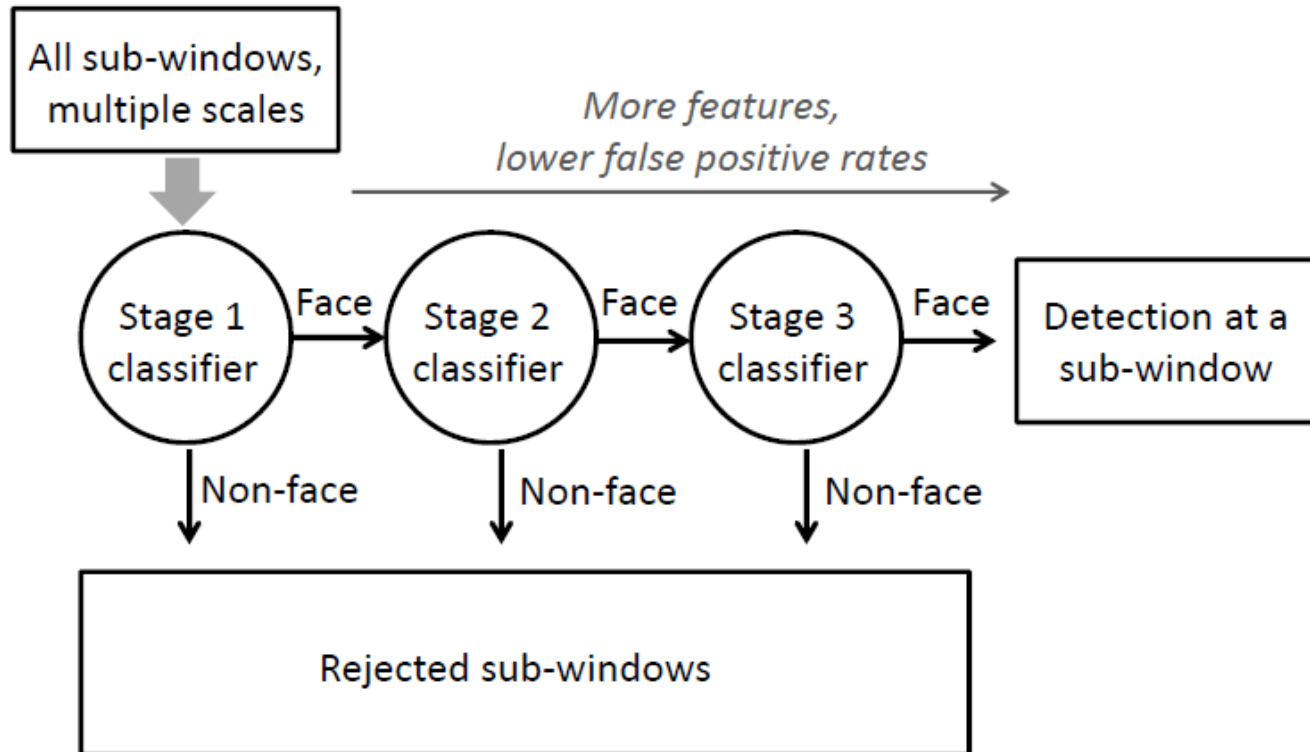 All sub-windows,
multiple scales
More features,
lower false positive rates
Stage 1
classifier
Face
Stage 2
classifier
Face
Stage 3
classifier
Face
Detection at a
sub-window
Non-face
Non-face
Non-face
Rejected sub-windows